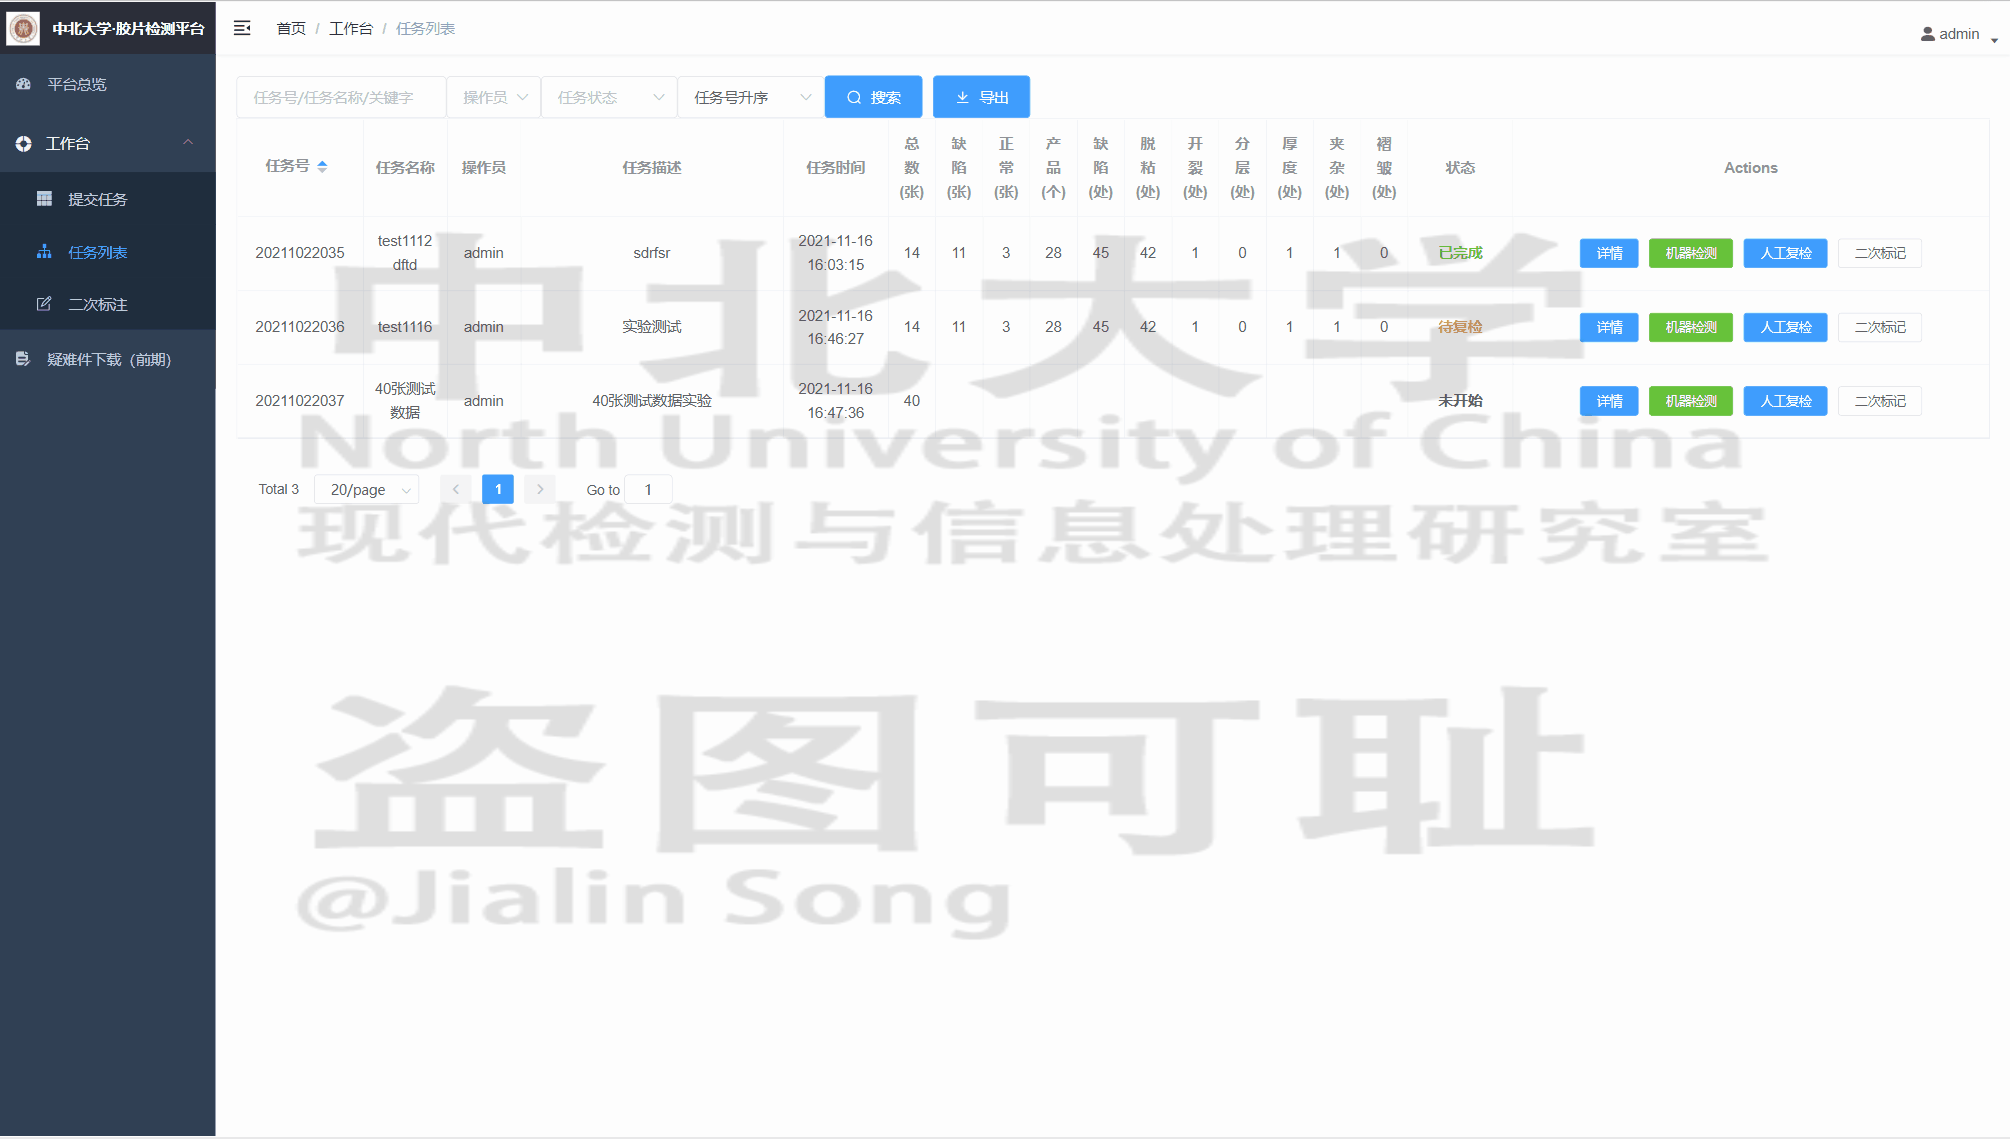 中北大学·胶片检测平台
首页 / 工作台 / 任务列表
admin
平台总览
工作台
提交任务
任务列表
二次标注
疑难件下载（前期）
任务号/任务名称/关键字 操作员 任务状态 任务号升序 搜索 导出
任务号 任务名称 操作员 任务描述 任务时间 总数(张) 缺陷(张) 正常(张) 产品(个) 缺陷(处) 脱粘(处) 开裂(处) 分层(处) 厚度(处) 夹杂(处) 褶皱(处) 状态 Actions
20211022035 test1112dftd admin sdrfsr 2021-11-16 16:03:15 14 11 3 28 45 42 1 0 1 1 0 已完成 详情 机器检测 人工复检 二次标记
20211022036 test1116 admin 实验测试 2021-11-16 16:46:27 14 11 3 28 45 42 1 0 1 1 0 待复检 详情 机器检测 人工复检 二次标记
20211022037 40张测试数据 admin 40张测试数据实验 2021-11-16 16:47:36 40 未开始 详情 机器检测 人工复检 二次标记
Total 3 20/page 1 Go to 1
中北大学
North University of China
现代检测与信息处理研究室
盗图可耻
@Jialin Song